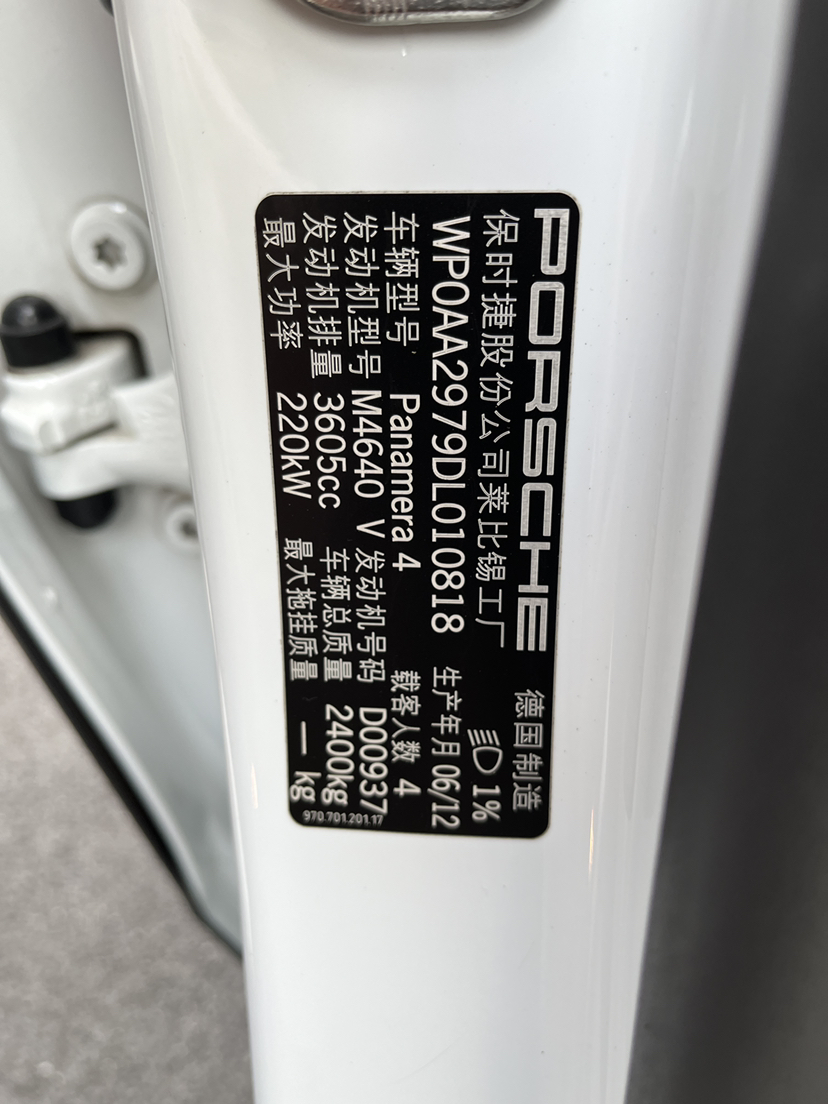 PORSCHE 德国制造
保时捷股份公司莱比锡工厂 1%
WP0AA2979DL010818 生产年月 06/12
车辆型号 Panamera 4 载客人数 4
发动机型号 M4640 V 发动机号码 D00937
发动机排量 3605cc 车辆总质量 2400kg
最大功率 220kW 最大拖挂质量 — kg
970.701.201.17